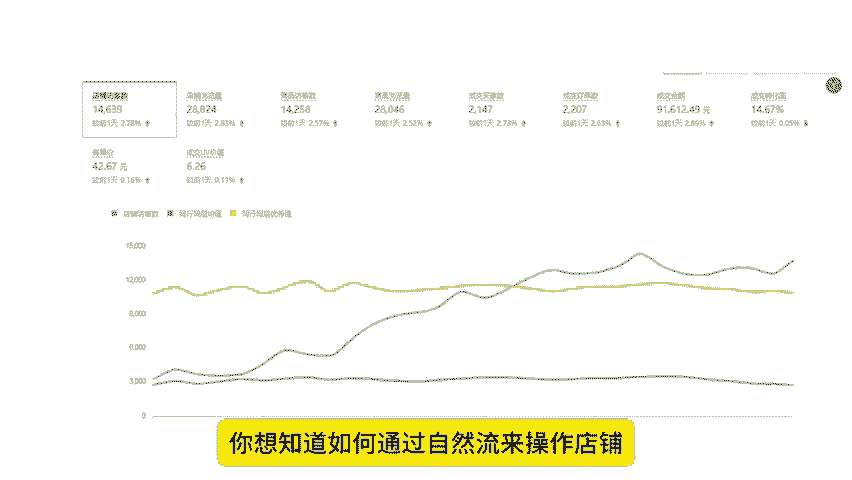 店铺访客数 店铺浏览量 商品访客数 商品浏览量 成交买家数 成交订单数 成交金额 成交转化率
14,639 28,824 14,258 28,046 2,147 2,207 91,612.49 元 14.67%
较前1天 2.78% 较前1天 2.83% 较前1天 2.57% 较前1天 2.52% 较前1天 2.73% 较前1天 2.63% 较前1天 2.89% 较前1天 0.05%
客单价 成交UV价值
42.67 元 6.26
较前1天 0.16% 较前1天 0.11%
店铺访客数 同行同层均值 同行同层优秀值
15,000
12,000
9,000
6,000
3,000
0
你想知道如何通过自然流来操作店铺